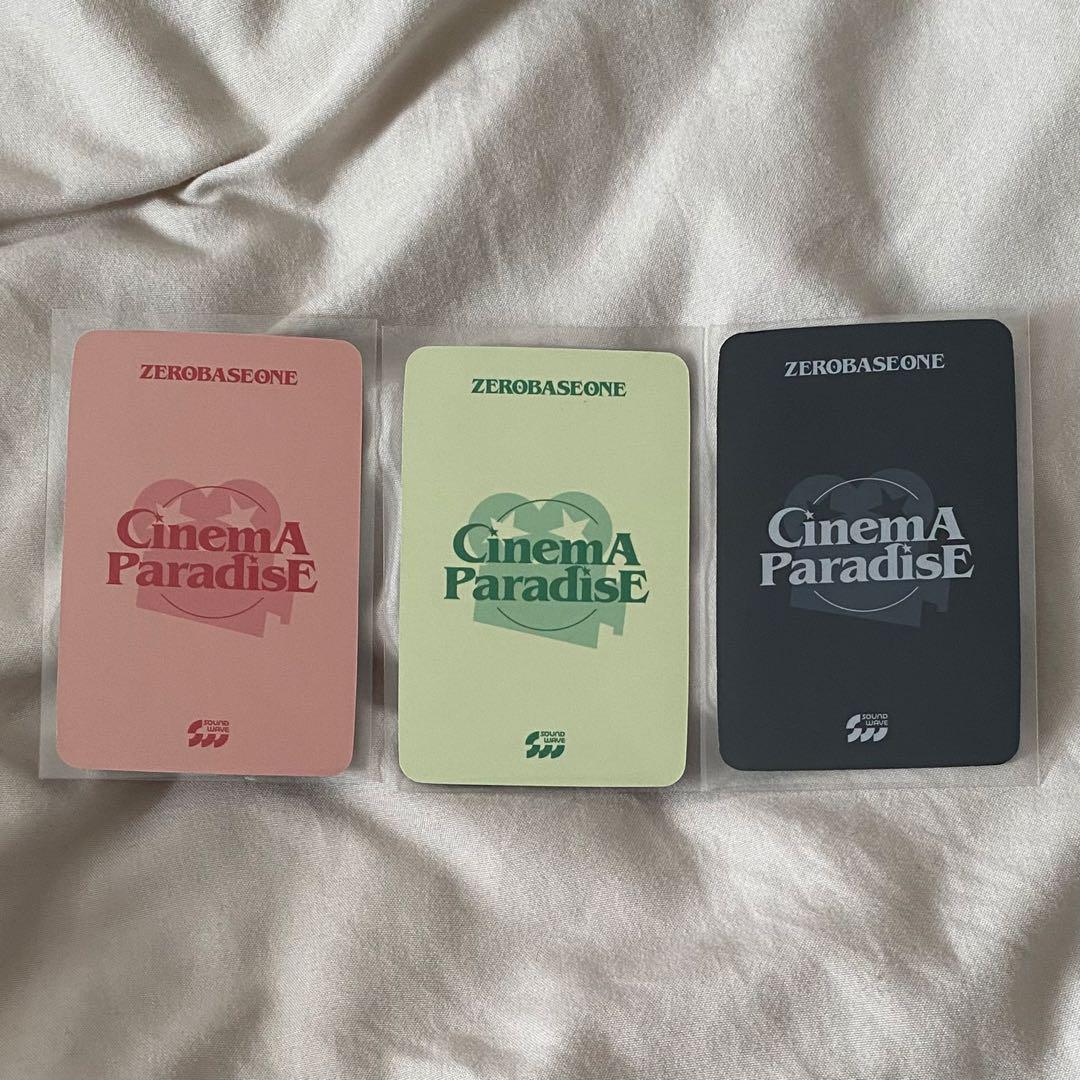 ZEROBASEONE
CinemA
ParadisE
SOUND
WAVE
ZEROBASEONE
CinemA
ParadisE
SOUND
WAVE
ZEROBASEONE
CinemA
ParadisE
SOUND
WAVE